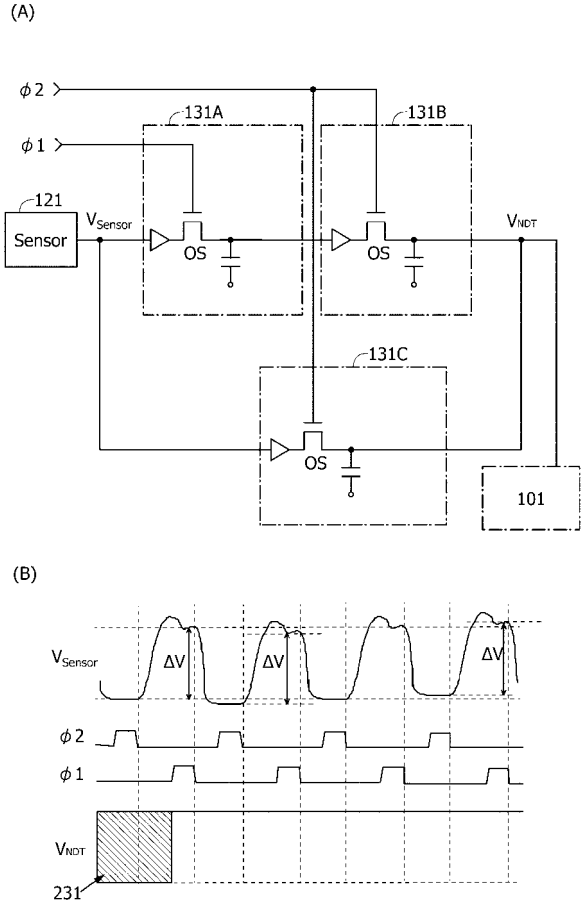 (A)
ϕ2
131A
131B
ϕ1
121
Sensor
VSensor
OS
OS
VNDT
131C
OS
101
(B)
VSensor
ΔV
ΔV
ΔV
ϕ2
ϕ1
VNDT
231